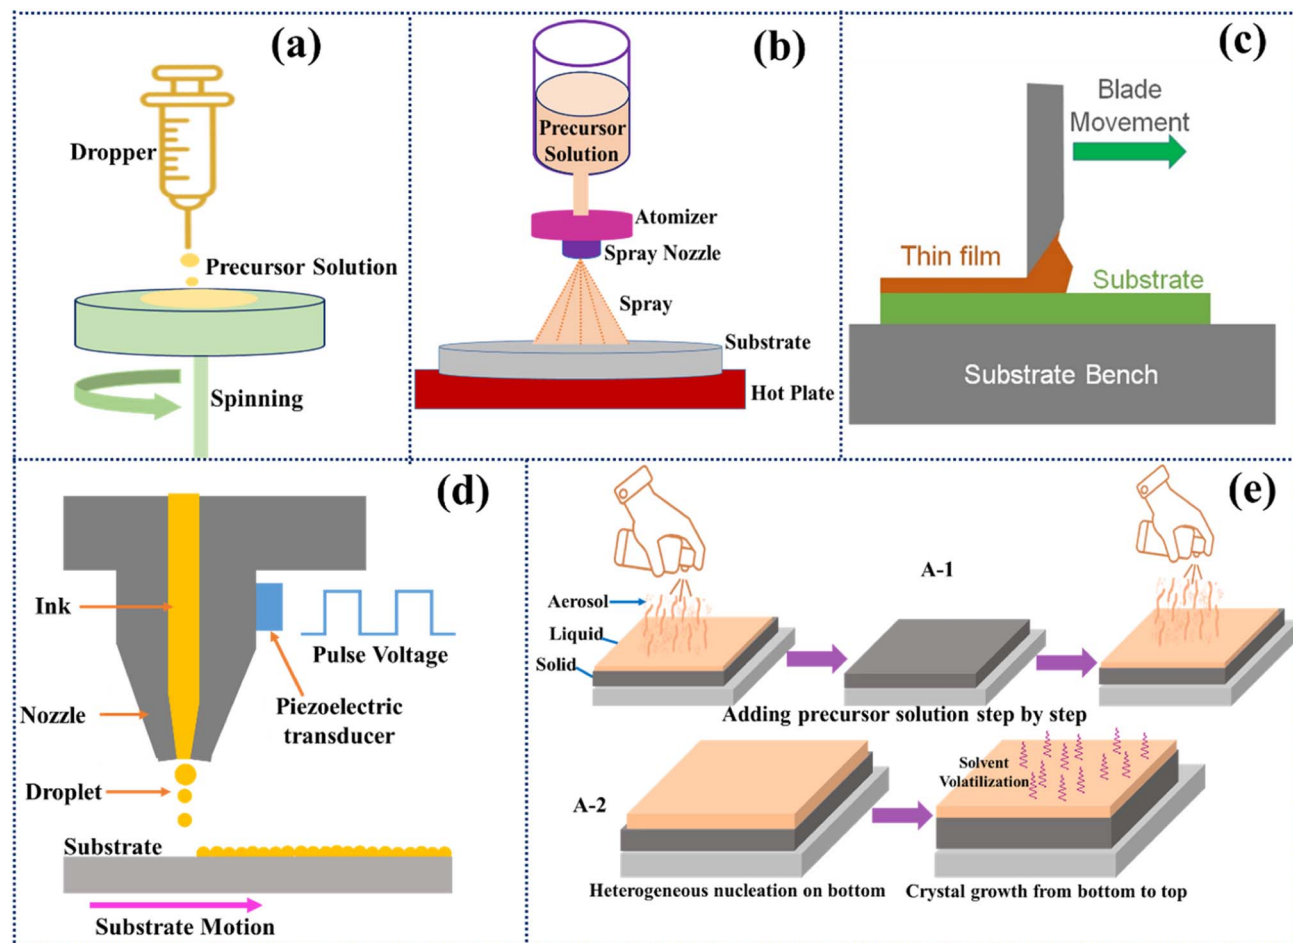 (a)
Dropper
Precursor Solution
Spinning
(b)
Precursor
Solution
Atomizer
Spray Nozzle
Spray
Substrate
Hot Plate
(c)
Blade
Movement
Thin film
Substrate
Substrate Bench
(d)
Ink
Pulse Voltage
Nozzle
Piezoelectric
transducer
Droplet
Substrate
Substrate Motion
(e)
A-1
Aerosol
Liquid
Solid
Adding precursor solution step by step
A-2
Solvent
Volatilization
Heterogeneous nucleation on bottom
Crystal growth from bottom to top